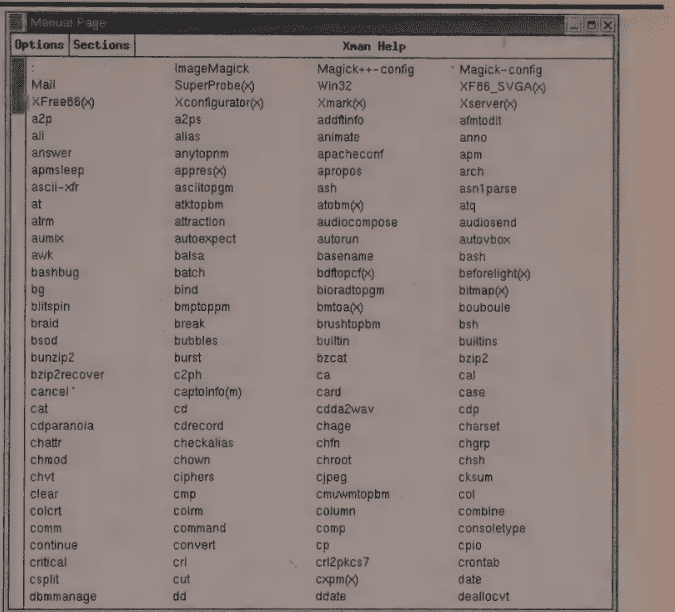 Manual Page
Options Sections Xman Help
: ImageMagick Magick++-config Magick-config
Mail SuperProbe(x) Win32 XF86_SVGA(x)
XFree86(x) Xconfigurator(x) Xmark(x) Xserver(x)
a2p a2ps addftinfo afmtodit
ali alias animate anno
answer anytopnm apacheconf apm
apmsleep appres(x) apropos arch
ascii-xfr asciitopgm ash asn1parse
at atktopbm atobm(x) atq
atrm attraction audiocompose audiosend
aumix autoexpect autorun autovbox
awk balsa basename bash
bashbug batch bdftopcf(x) beforelight(x)
bg bind bioradtopgm bitmap(x)
blitspin bmptoppm bmtoa(x) bouboule
braid break brushtopbm bsh
bsod bubbles builtin builtins
bunzip2 burst bzcat bzip2
bzip2recover c2ph ca cal
cancel captoinfo(m) card case
cat cd cdda2wav cdp
cdparanoia cdrecord chage charset
chattr checkalias chfn chgrp
chmod chown chroot chsh
chvt ciphers cjpeg cksum
clear cmp cmuwmtopbm col
colcrt colrm column combine
comm command comp consoletype
continue convert cp cpio
critical crl crl2pkcs7 crontab
csplit cut cxpm(x) date
dbmmanage dd ddate deallocvt